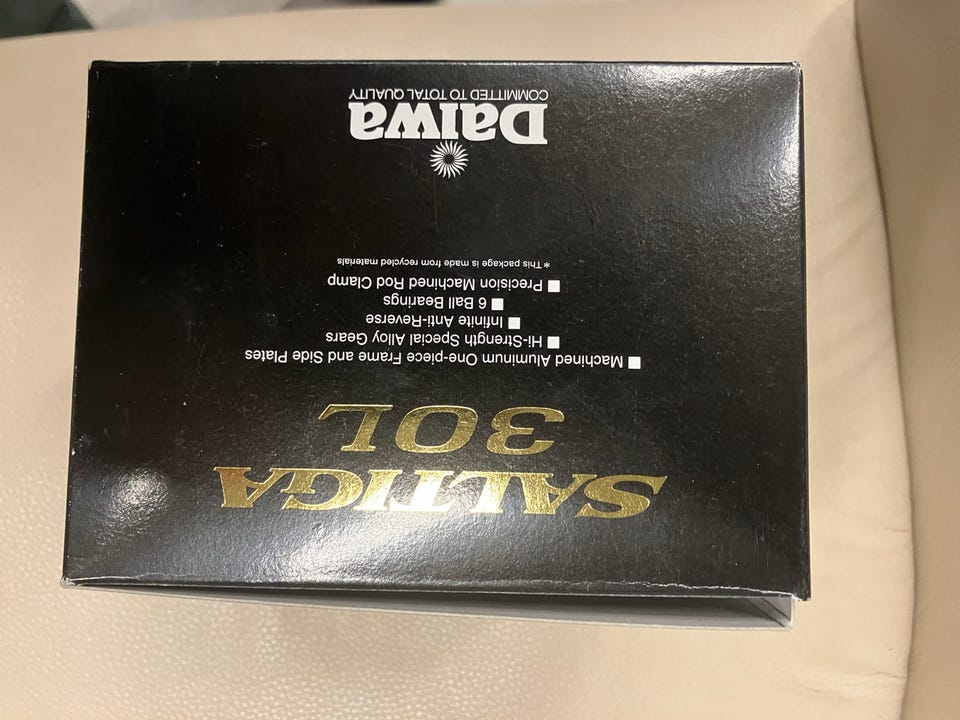 SALTIGA
30L
■ Machined Aluminum One-piece Frame and Side Plates
■ Hi-Strength Special Alloy Gears
■ Infinite Anti-Reverse
■ 6 Ball Bearings
■ Precision Machined Rod Clamp
* This package is made from recycled materials
DAIWA
COMMITTED TO TOTAL QUALITY